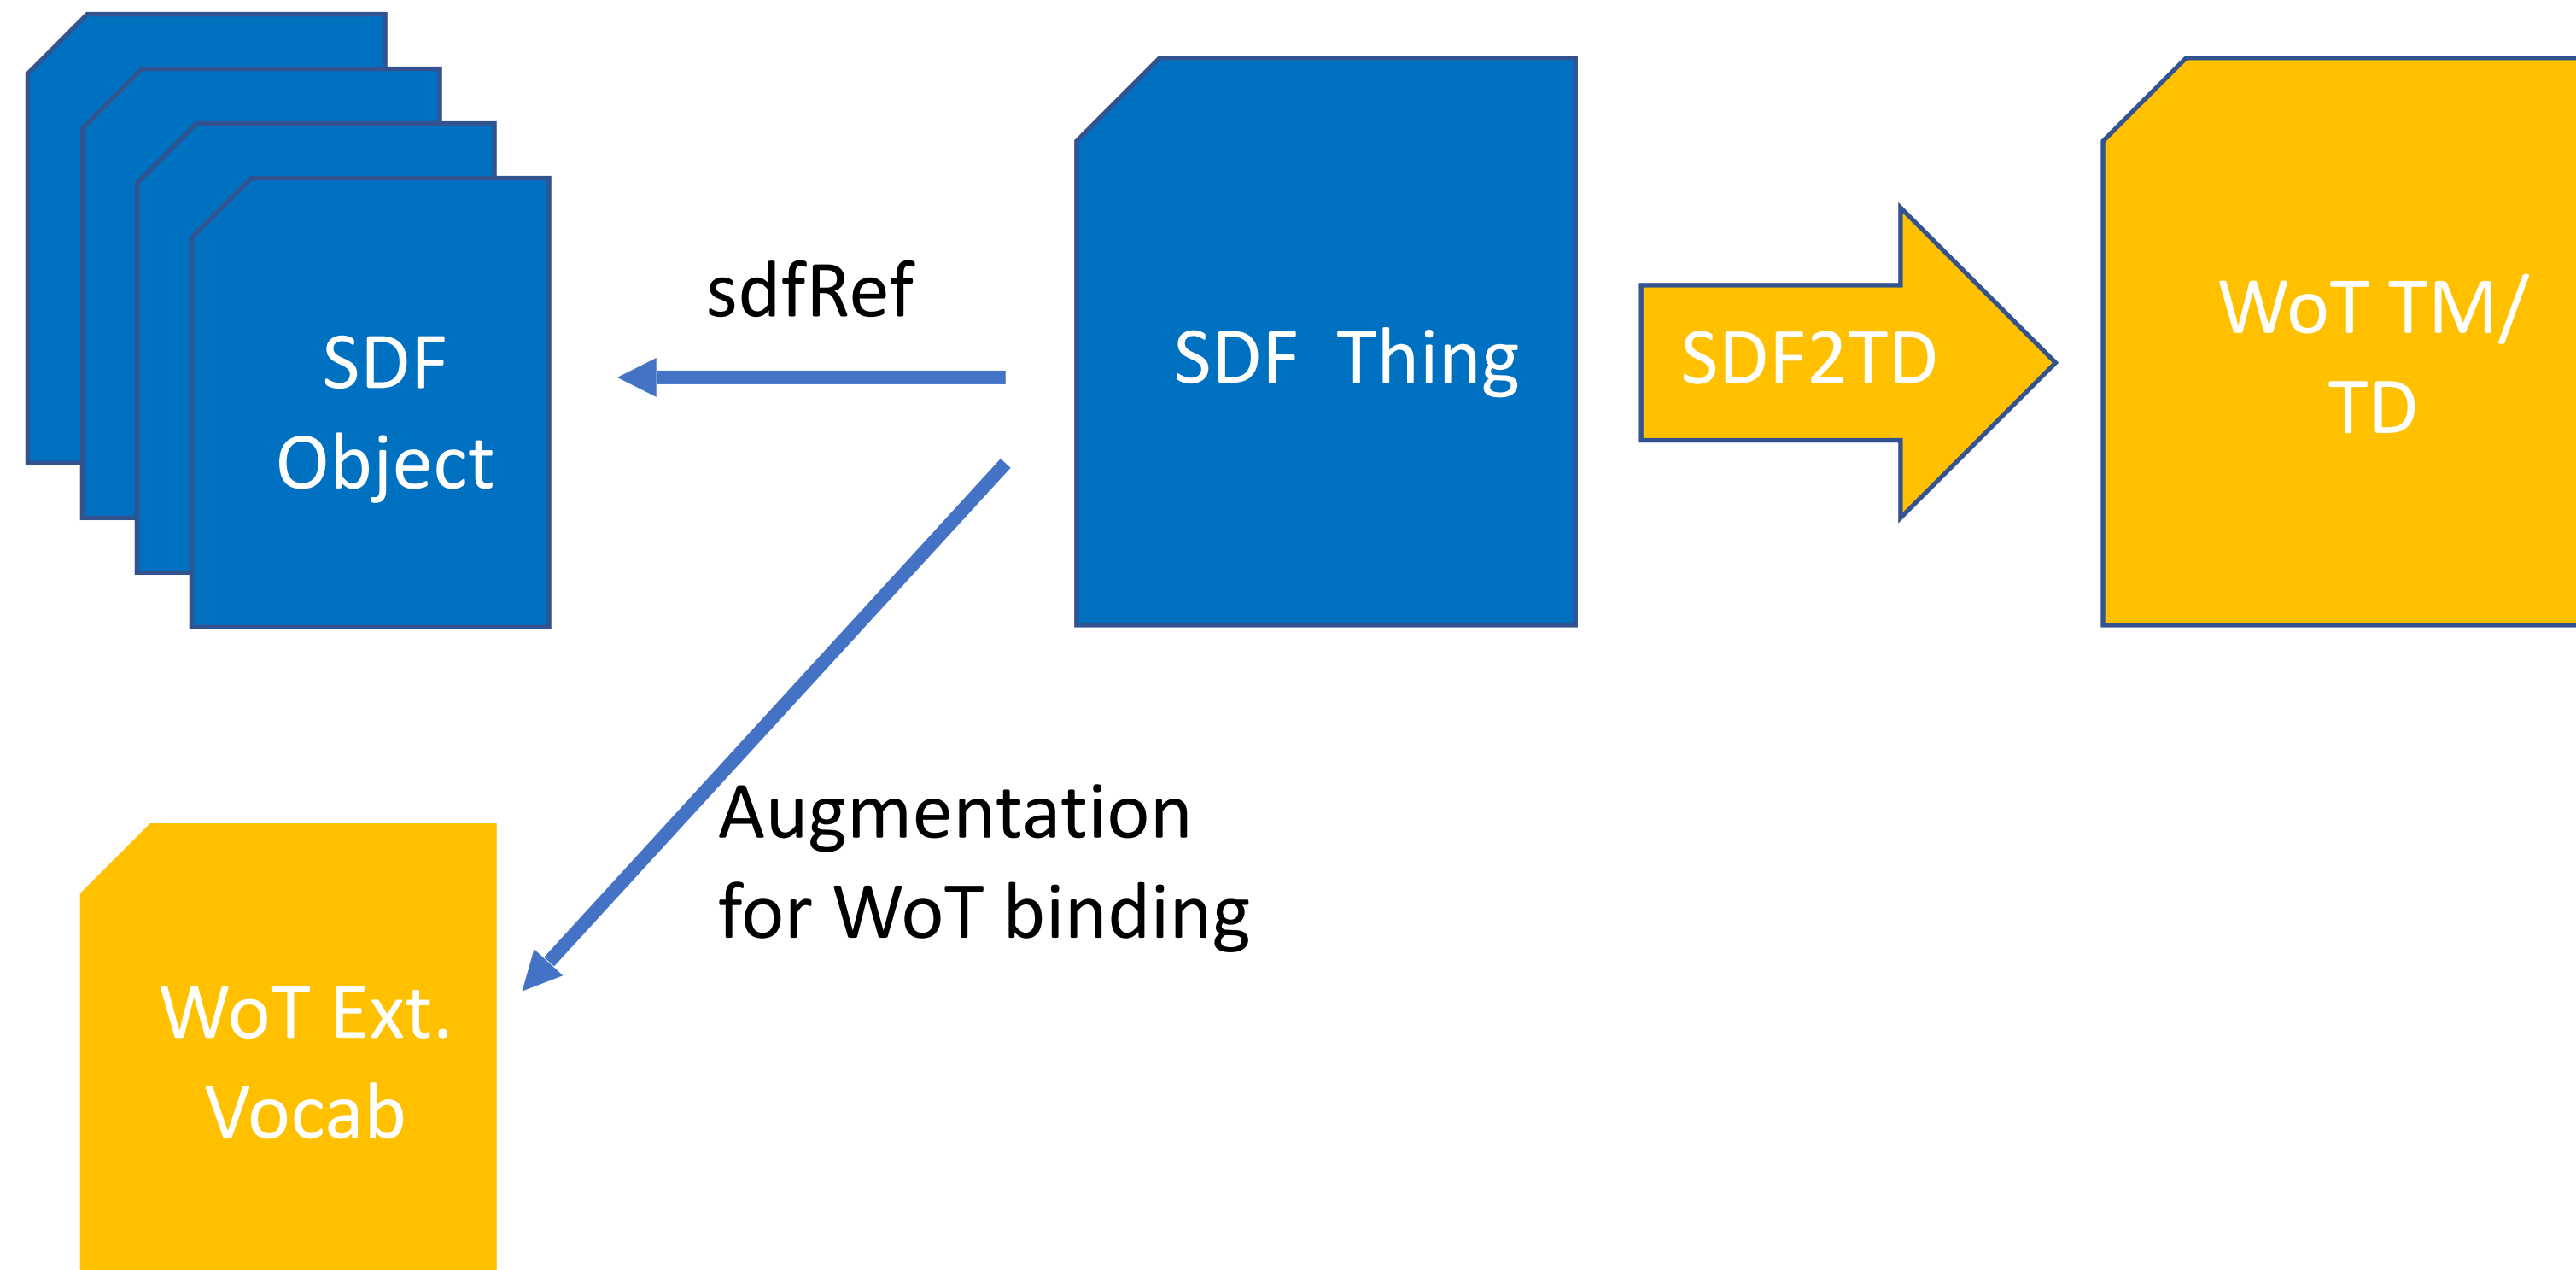 SDF
Object
sdfRef
SDF Thing
SDF2TD
WoT TM/
TD
Augmentation
for WoT binding
WoT Ext.
Vocab